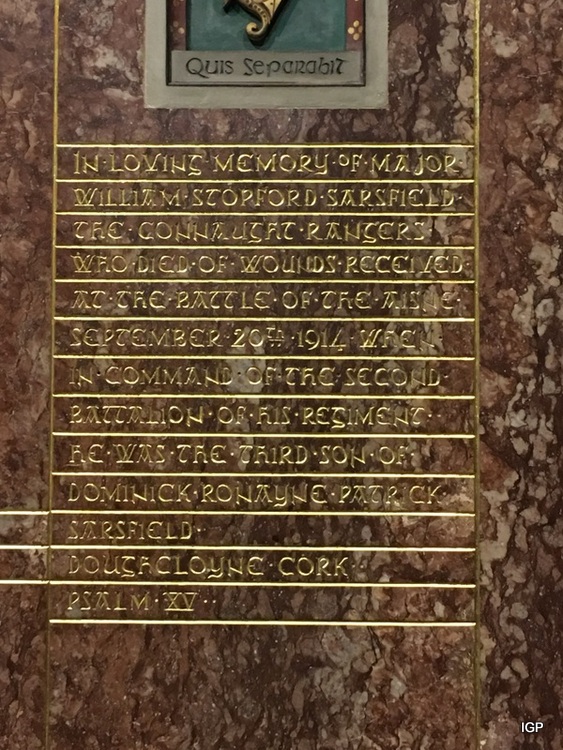 Quis Separabit
IN·LOVING MEMORY OF·MAJOR·
WILLIAM·STOPFORD·SARSFIELD·
THE·CONNAUGHT·RANGERS·
WHO·DIED·OF·WOUNDS·RECEIVED·
AT·THE·BATTLE·OF·THE·AISNE·
SEPTEMBER·20TH·1914·WHEN·
IN·COMMAND·OF·THE·SECOND·
BATTALION·OF·HIS·REGIMENT··
HE·WAS·THE·THIRD·SON·OF·
DOMINICK·RONAYNE·PATRICK·
SARSFIELD·
DOUGHCLOYNE·CORK·
PSALM·XV··
IGP